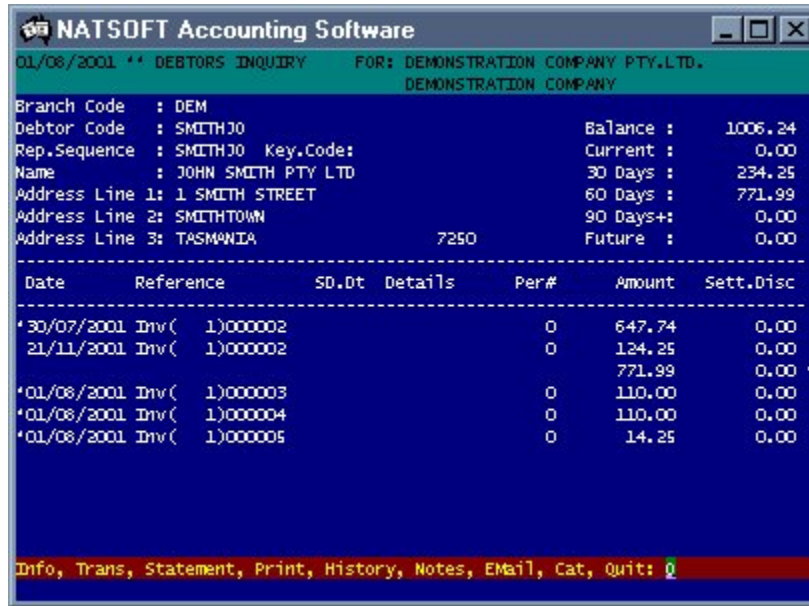 NATSOFT Accounting Software
01/08/2001 '' DEBTORS INQUIRY FOR: DEMONSTRATION COMPANY PTY.LTD.
DEMONSTRATION COMPANY
Branch Code : DEM
Debtor Code : SMITHJO Balance : 1006.24
Rep.Sequence : SMITHJO Key.Code: Current : 0.00
Name : JOHN SMITH PTY LTD 30 Days : 234.25
Address Line 1: 1 SMITH STREET 60 Days : 771.99
Address Line 2: SMITHTOWN 90 Days+: 0.00
Address Line 3: TASMANIA 7250 Future : 0.00
Date Reference SD.Dt Details Per# Amount Sett.Disc
'30/07/2001 Inv( 1)000002 0 647.74 0.00
21/11/2001 Inv( 1)000002 0 124.25 0.00
771.99 0.00 '
'01/08/2001 Inv( 1)000003 0 110.00 0.00
'01/08/2001 Inv( 1)000004 0 110.00 0.00
'01/08/2001 Inv( 1)000005 0 14.25 0.00
Info, Trans, Statement, Print, History, Notes, EMail, Cat, Quit: Q